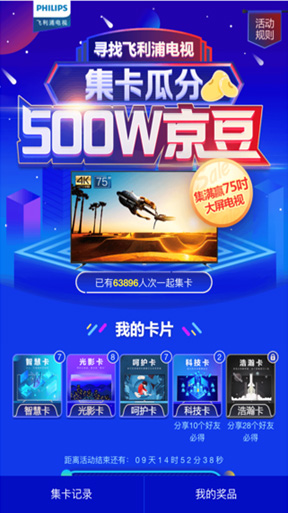 PHILIPS
飞利浦电视
活动
规则
寻找飞利浦电视
集卡瓜分
500W京豆
Sale
集满赢75吋
大屏电视
4K 75"
已有63896人次一起集卡
我的卡片
7 2 7 8
智慧卡 光影卡 呵护卡 科技卡 浩瀚卡
智慧卡 光影卡 呵护卡 科技卡 浩瀚卡
分享10个好友 分享28个好友
必得 必得
距离活动结束还有：09天14时52分38秒
集卡记录 我的奖品